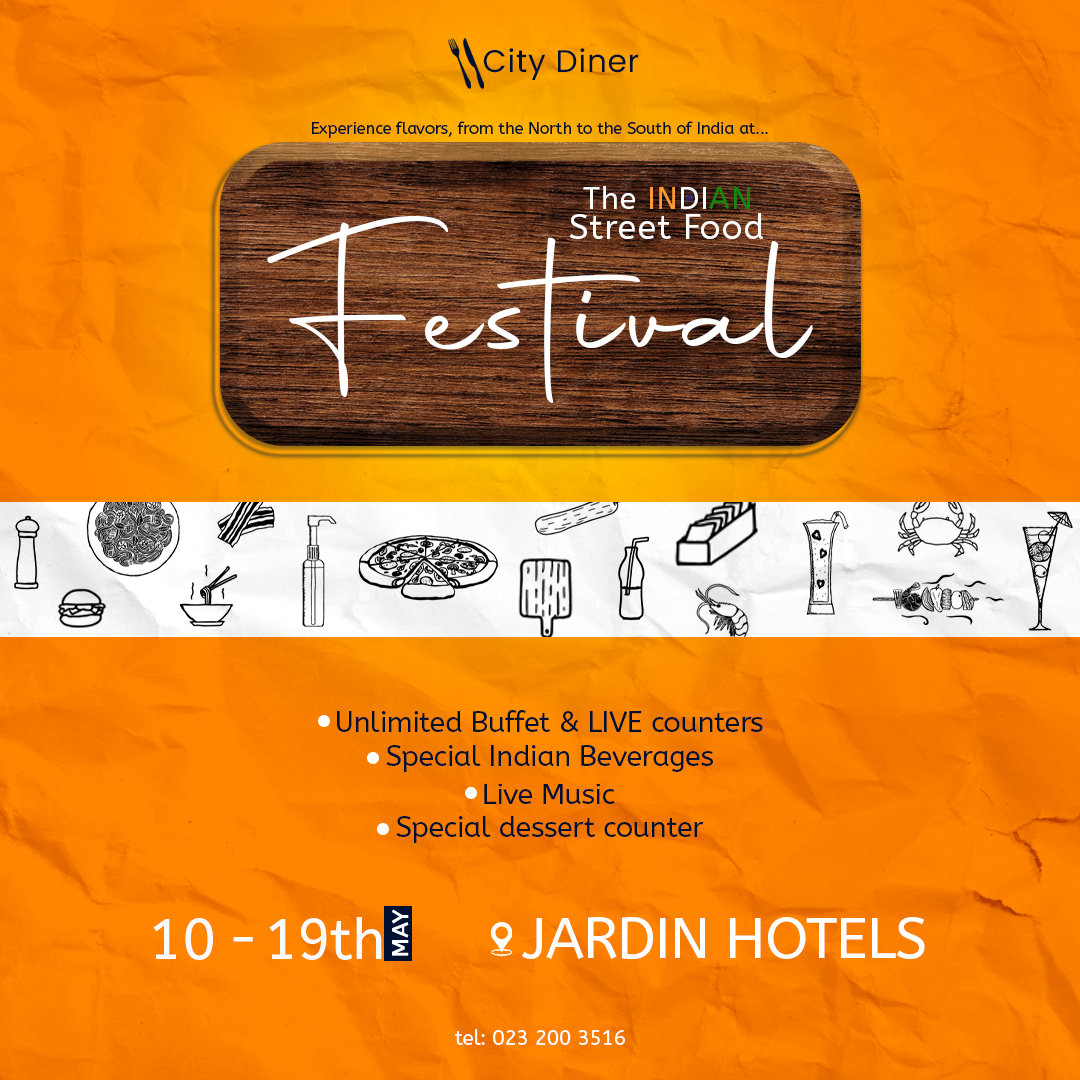 City Diner
Experience flavors, from the North to the South of India at...
The INDIAN
Street Food
Festival
Unlimited Buffet & LIVE counters
Special Indian Beverages
Live Music
Special dessert counter
10 - 19th MAY
JARDIN HOTELS
tel: 023 200 3516